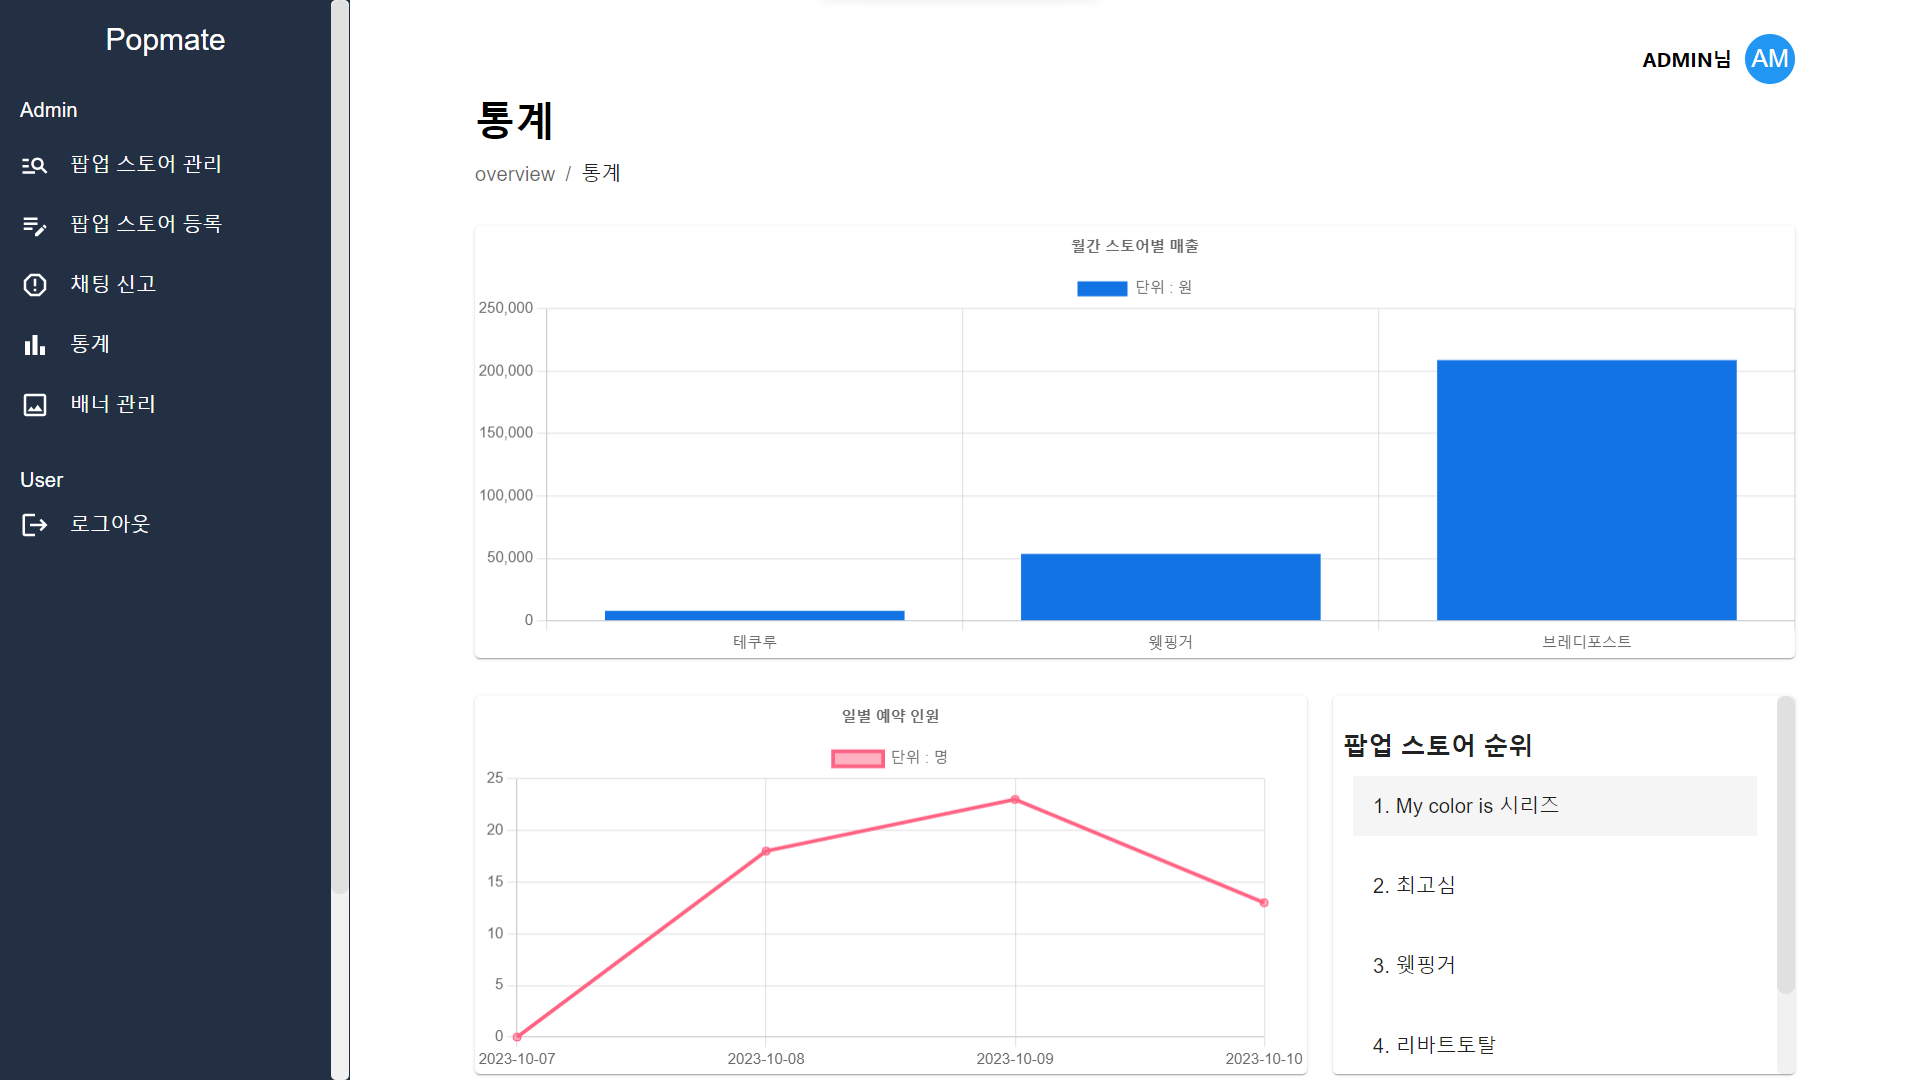 Popmate
Admin
팝업 스토어 관리
팝업 스토어 등록
채팅 신고
통계
배너 관리
User
로그아웃
ADMIN님
AM
통계
overview / 통계
월간 스토어별 매출
단위 : 원
250,000
200,000
150,000
100,000
50,000
0
테쿠루
웻핑거
브레디포스트
일별 예약 인원
단위 : 명
25
20
15
10
5
0
2023-10-07
2023-10-08
2023-10-09
2023-10-10
팝업 스토어 순위
1. My color is 시리즈
2. 최고심
3. 웻핑거
4. 리바트토탈